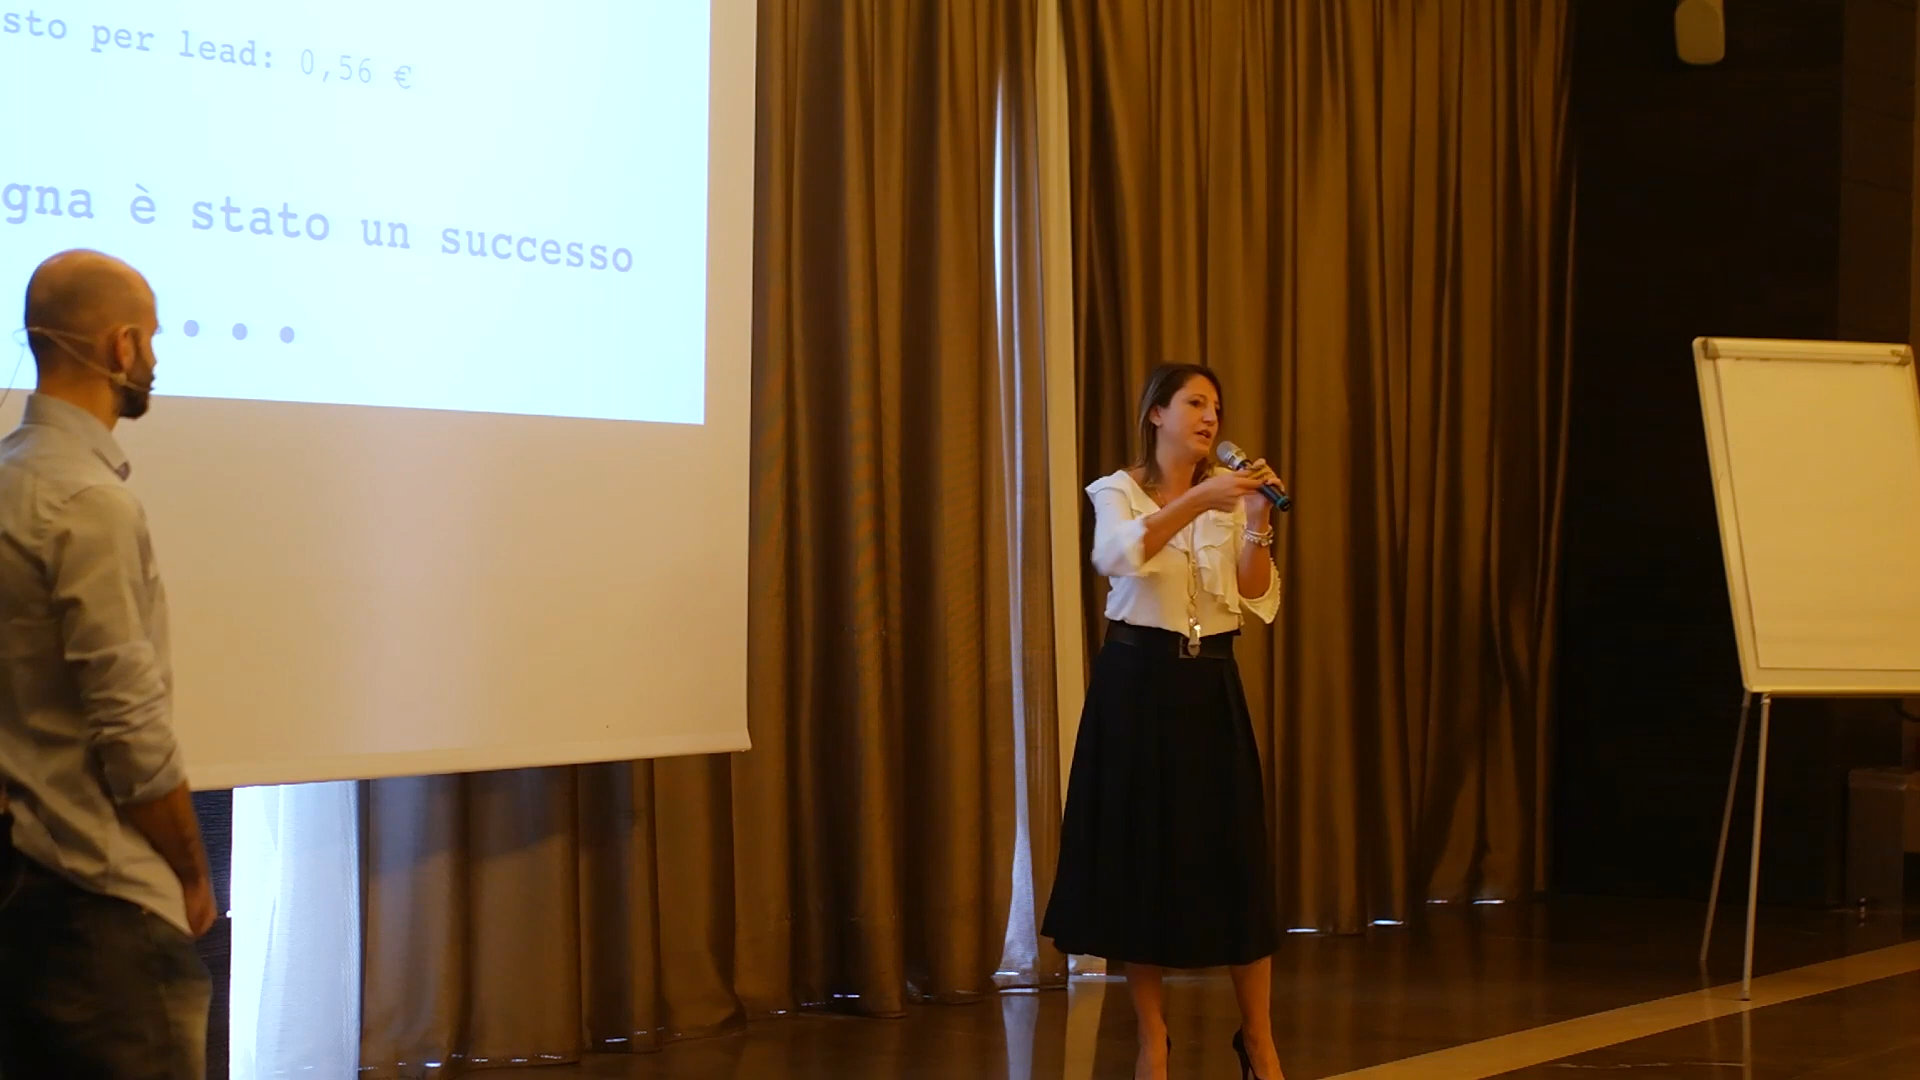 sto per lead: 0,56 €
gna è stato un successo
...